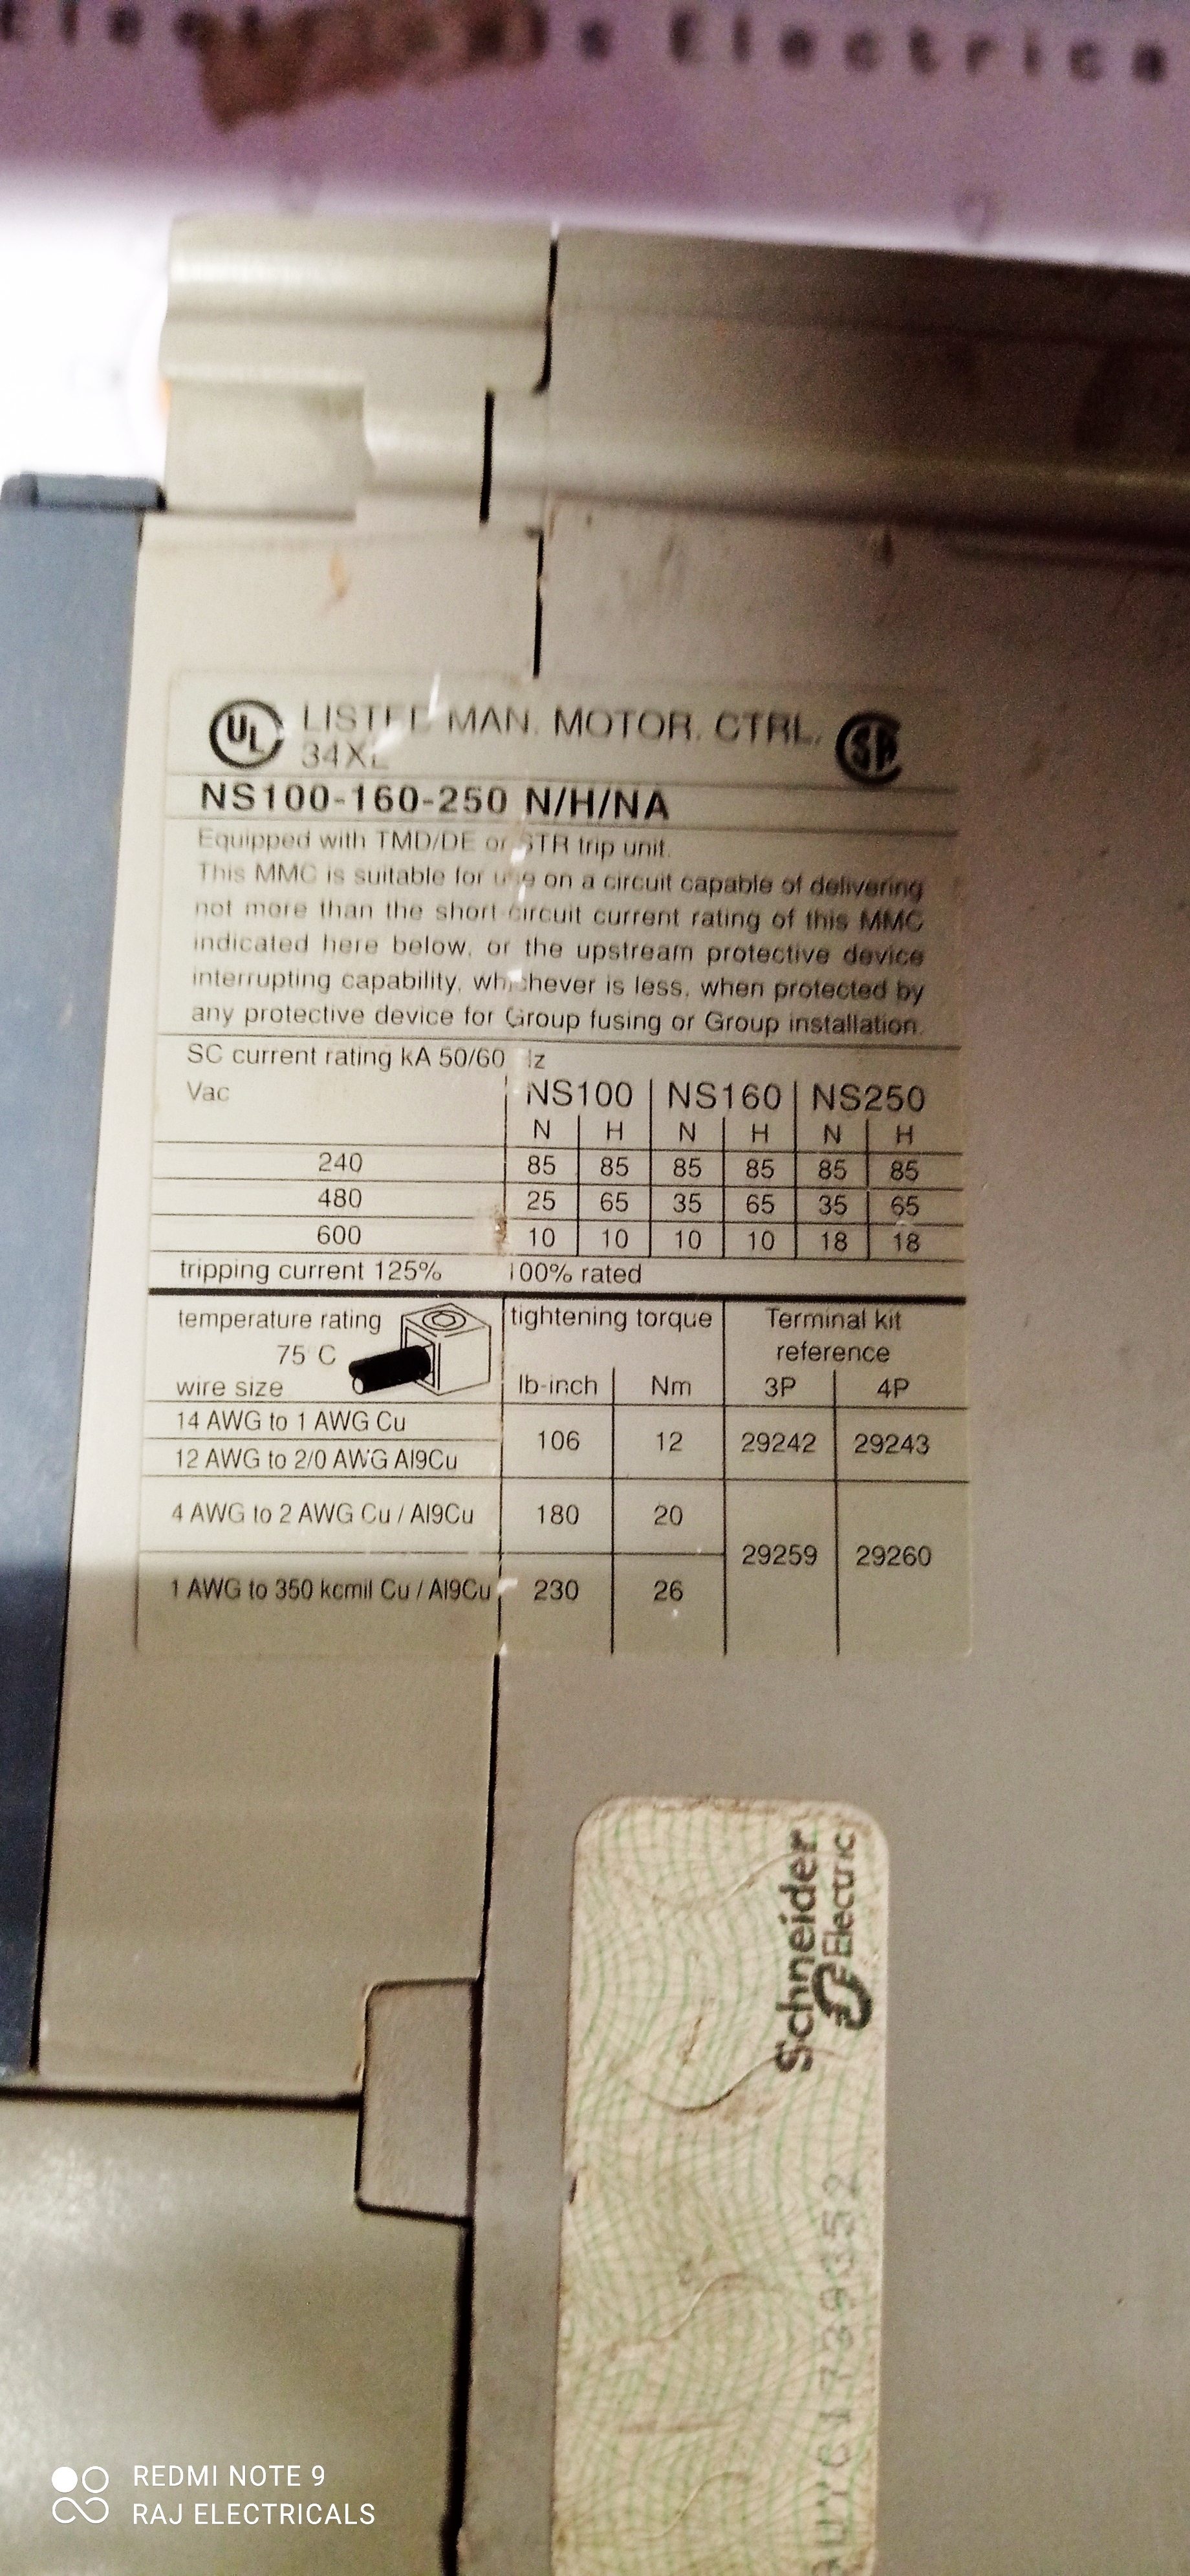 Electrica
UL LISTED MAN. MOTOR. CTRL. SA
34XL
NS100-160-250 N/H/NA
Equipped with TMD/DE or STR trip unit.
This MMC is suitable for use on a circuit capable of delivering
not more than the short circuit current rating of this MMC
indicated here below, or the upstream protective device
interrupting capability, whichever is less, when protected by
any protective device for Group fusing or Group installation.
SC current rating kA 50/60 Hz
Vac NS100 NS160 NS250
N H N H N H
240 85 85 85 85 85 85
480 25 65 35 65 35 65
600 10 10 10 10 18 18
tripping current 125% 100% rated
temperature rating tightening torque Terminal kit
75 C reference
wire size lb-inch Nm 3P 4P
14 AWG to 1 AWG Cu
106 12 29242 29243
12 AWG to 2/0 AWG Al9Cu
4 AWG to 2 AWG Cu / Al9Cu 180 20
29259 29260
1 AWG to 350 kcmil Cu / Al9Cu 230 26
Schneider
Electric
REDMI NOTE 9
RAJ ELECTRICALS